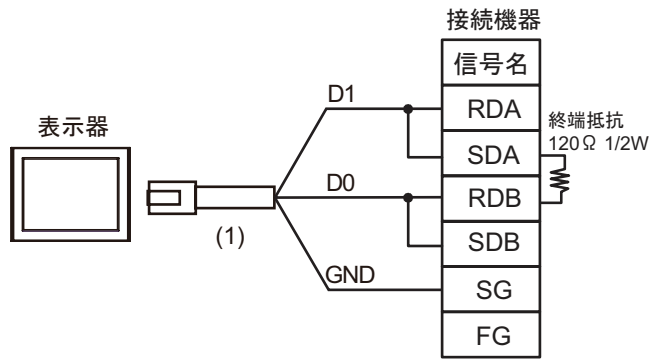 接続機器
信号名
D1
RDA
表示器
終端抵抗
120Ω 1/2W
SDA
D0
RDB
(1)
SDB
GND
SG
FG